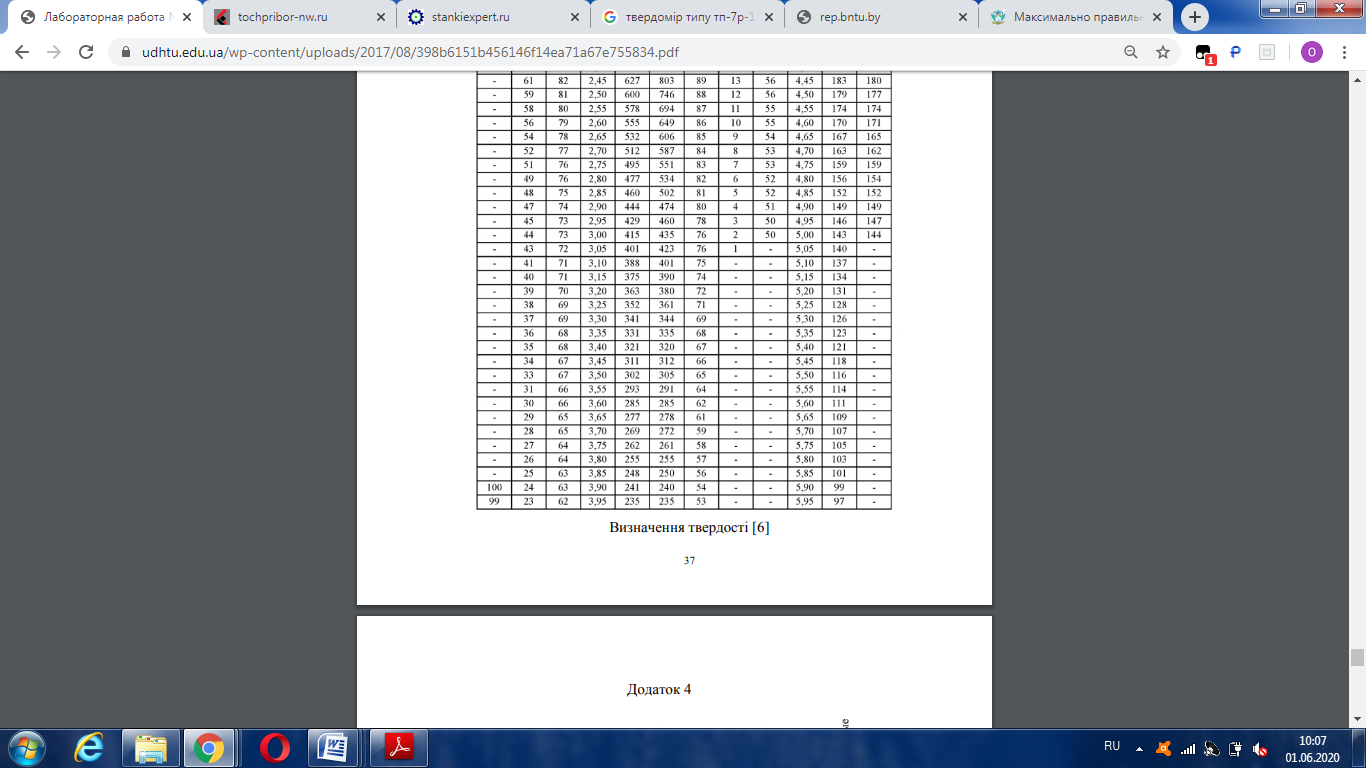 Лабораторная работа
tochpribor-nw.ru
stankiexpert.ru
твердомір типу тп-7р-1
rep.bntu.by
Максимально правиль
udhtu.edu.ua/wp-content/uploads/2017/08/398b6151b456146f14ea71a67e755834.pdf
1
O
- 61 82 2,45 627 803 89 13 56 4,45 183 180
- 59 81 2,50 600 746 88 12 56 4,50 179 177
- 58 80 2,55 578 694 87 11 55 4,55 174 174
- 56 79 2,60 555 649 86 10 55 4,60 170 171
- 54 78 2,65 532 606 85 9 54 4,65 167 165
- 52 77 2,70 512 587 84 8 53 4,70 163 162
- 51 76 2,75 495 551 83 7 53 4,75 159 159
- 49 76 2,80 477 534 82 6 52 4,80 156 154
- 48 75 2,85 460 502 81 5 52 4,85 152 152
- 47 74 2,90 444 474 80 4 51 4,90 149 149
- 45 73 2,95 429 460 78 3 50 4,95 146 147
- 44 73 3,00 415 435 76 2 50 5,00 143 144
- 43 72 3,05 401 423 76 1 - 5,05 140 -
- 41 71 3,10 388 401 75 - - 5,10 137 -
- 40 71 3,15 375 390 74 - - 5,15 134 -
- 39 70 3,20 363 380 72 - - 5,20 131 -
- 38 69 3,25 352 361 71 - - 5,25 128 -
- 37 69 3,30 341 344 69 - - 5,30 126 -
- 36 68 3,35 331 335 68 - - 5,35 123 -
- 35 68 3,40 321 320 67 - - 5,40 121 -
- 34 67 3,45 311 312 66 - - 5,45 118 -
- 33 67 3,50 302 305 65 - - 5,50 116 -
- 31 66 3,55 293 291 64 - - 5,55 114 -
- 30 66 3,60 285 285 62 - - 5,60 111 -
- 29 65 3,65 277 278 61 - - 5,65 109 -
- 28 65 3,70 269 272 59 - - 5,70 107 -
- 27 64 3,75 262 261 58 - - 5,75 105 -
- 26 64 3,80 255 255 57 - - 5,80 103 -
- 25 63 3,85 248 250 56 - - 5,85 101 -
100 24 63 3,90 241 240 54 - - 5,90 99 -
99 23 62 3,95 235 235 53 - - 5,95 97 -
Визначення твердості [6]
37
Додаток 4
ые
RU
10:07
01.06.2020